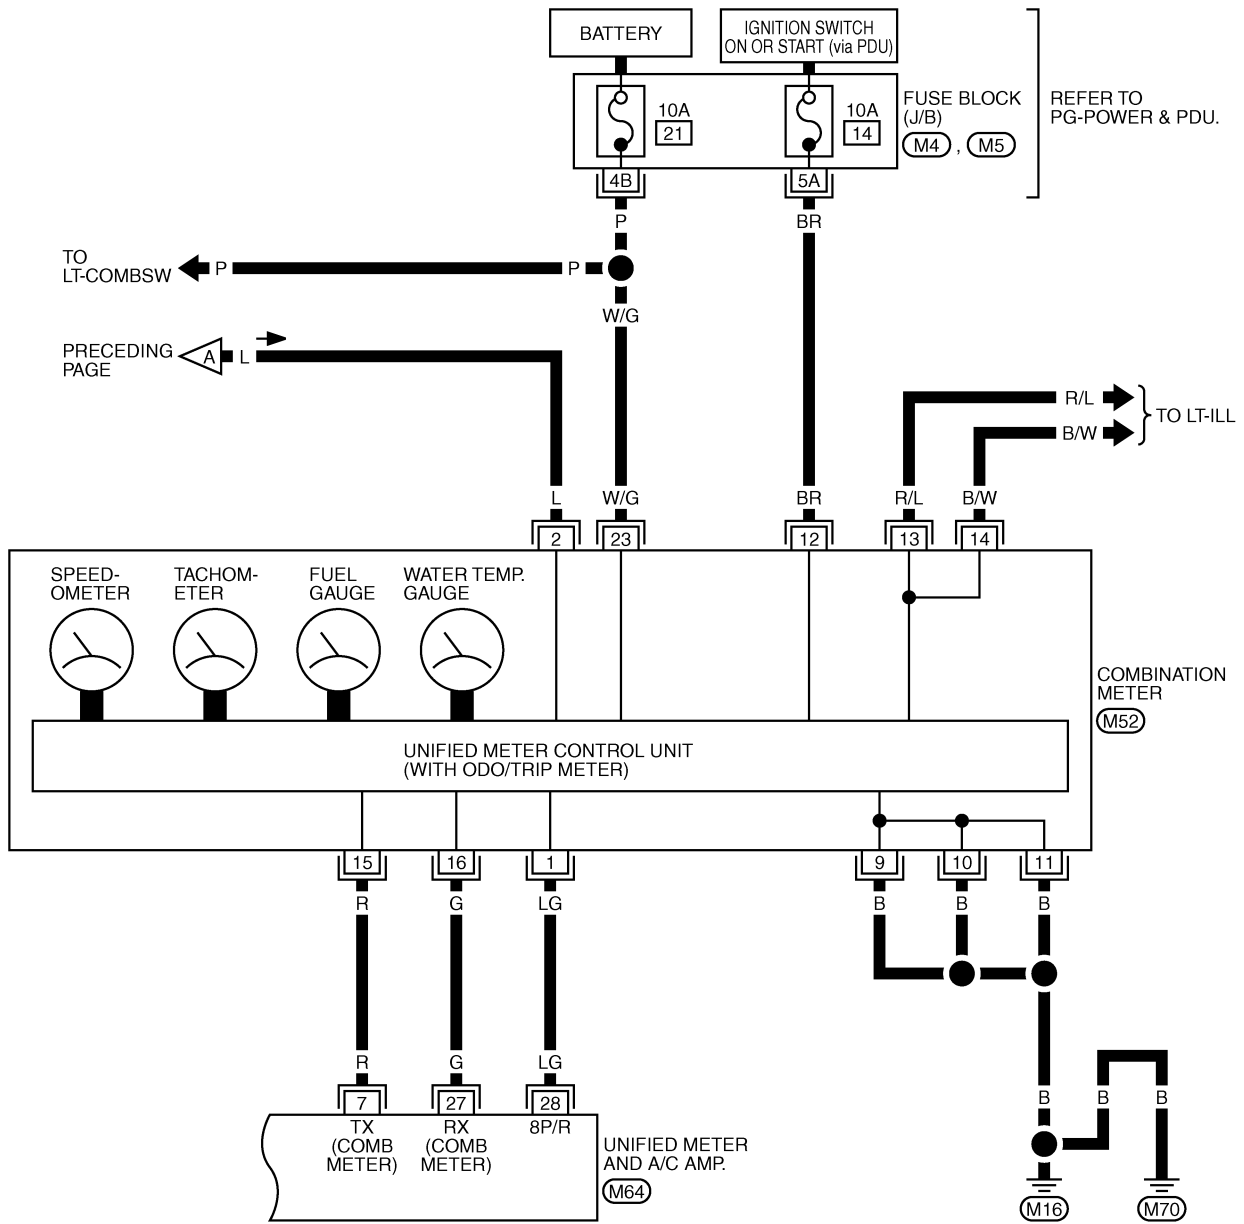 BATTERY
IGNITION SWITCH
ON OR START (via PDU)
10A
21
10A
14
FUSE BLOCK
(J/B)
M4 , M5
REFER TO
PG-POWER & PDU.
4B
5A
P
BR
TO
LT-COMBSW
P
P
W/G
PRECEDING
PAGE
A
L
R/L
B/W
TO LT-ILL
L
W/G
BR
R/L
B/W
2
23
12
13
14
SPEED-
OMETER
TACHOM-
ETER
FUEL
GAUGE
WATER TEMP.
GAUGE
COMBINATION
METER
M52
UNIFIED METER CONTROL UNIT
(WITH ODO/TRIP METER)
15
16
1
9
10
11
R
G
LG
B
B
B
R
G
LG
B
B
B
7
27
28
TX
(COMB
METER)
RX
(COMB
METER)
8P/R
UNIFIED METER
AND A/C AMP.
M64
M16
M70